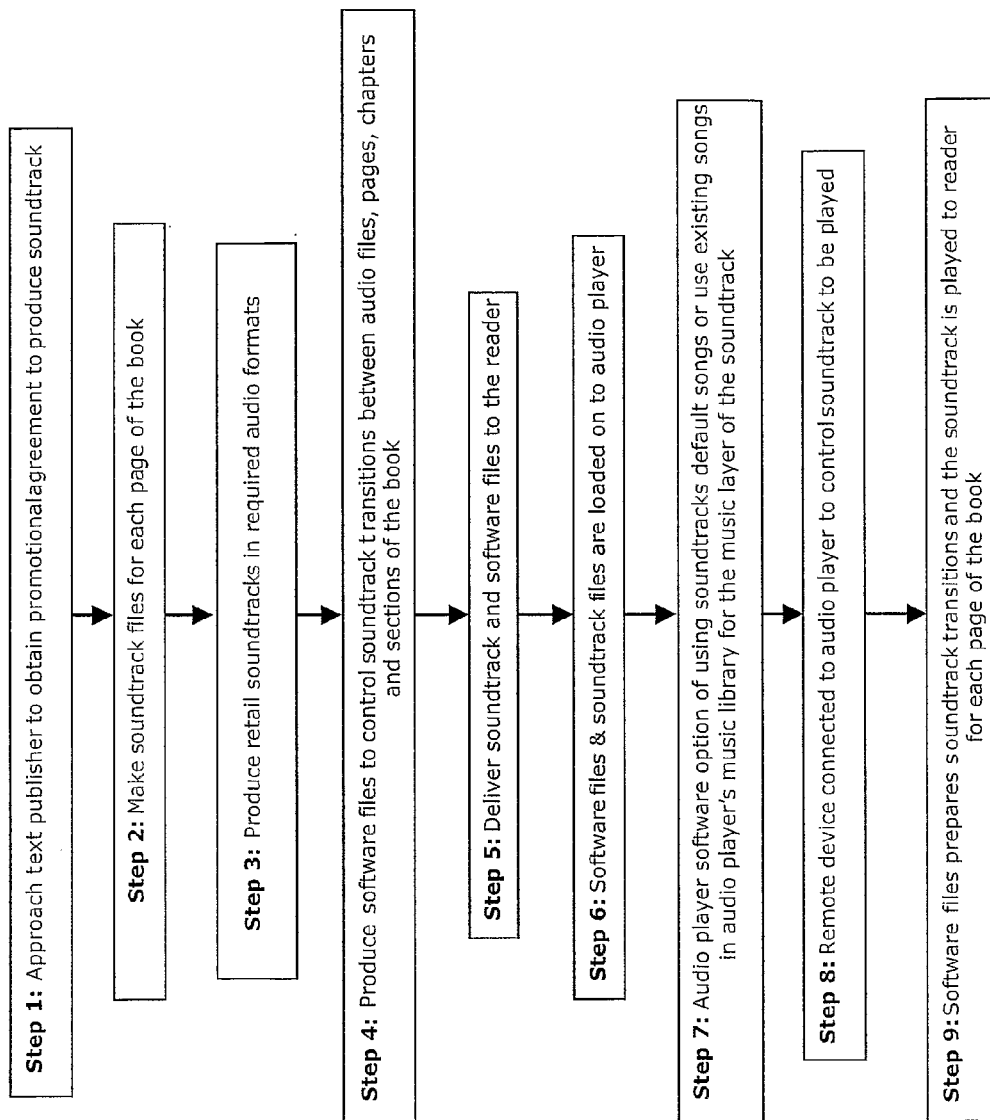 Step 1: Approach text publisher to obtain promotionalagreement to produce soundtrack
Step 2: Make soundtrack files for each page of the book
Step 3: Produce retail soundtracks in required audio formats
Step 4: Produce software files to control soundtrack transitions between audio files, pages, chapters
and sections of the book
Step 5: Deliver soundtrack and software files to the reader
Step 6: Software files & soundtrack files are loaded on to audio player
Step 7: Audio player software option of using soundtracks default songs or use existing songs
in audio player's music library for the music layer of the soundtrack
Step 8: Remote device connected to audio player to control soundtrack to be played
Step 9: Software files prepares soundtrack transitions and the soundtrack is played to reader
for each page of the book